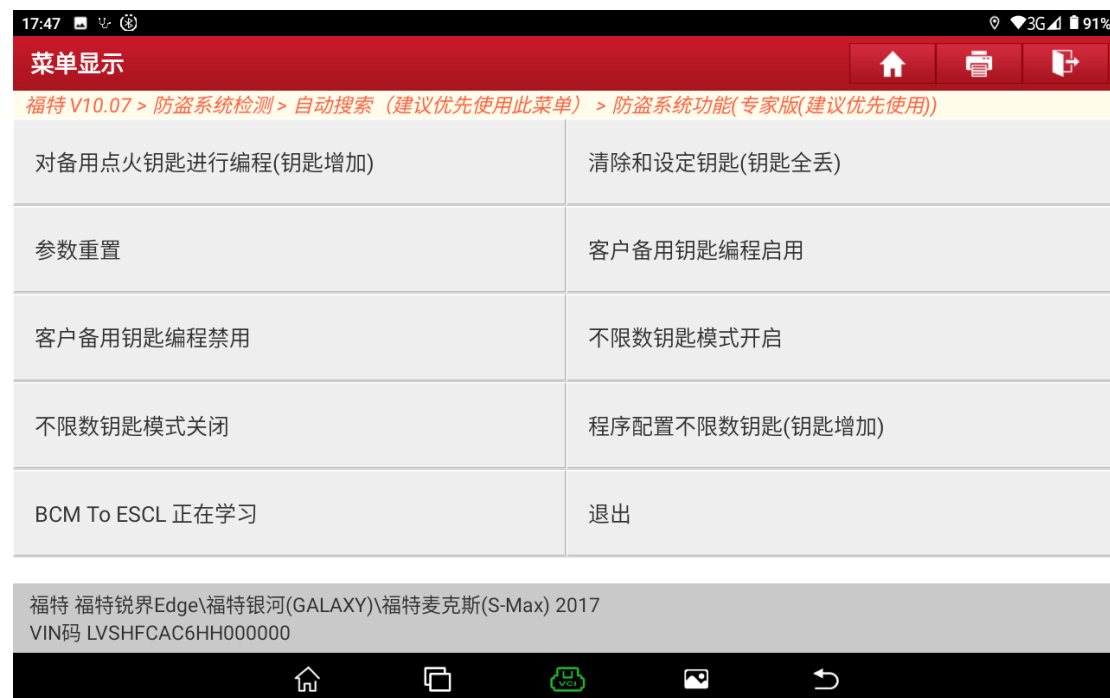 17:47
3G 91%
菜单显示
福特 V10.07 > 防盗系统检测 > 自动搜索（建议优先使用此菜单） > 防盗系统功能(专家版(建议优先使用))
对备用点火钥匙进行编程(钥匙增加)
清除和设定钥匙(钥匙全丢)
参数重置
客户备用钥匙编程启用
客户备用钥匙编程禁用
不限数钥匙模式开启
不限数钥匙模式关闭
程序配置不限数钥匙(钥匙增加)
BCM To ESCL 正在学习
退出
福特 福特锐界Edge\福特银河(GALAXY)\福特麦克斯(S-Max) 2017
VIN码 LVSHFCAC6HH000000
VCI